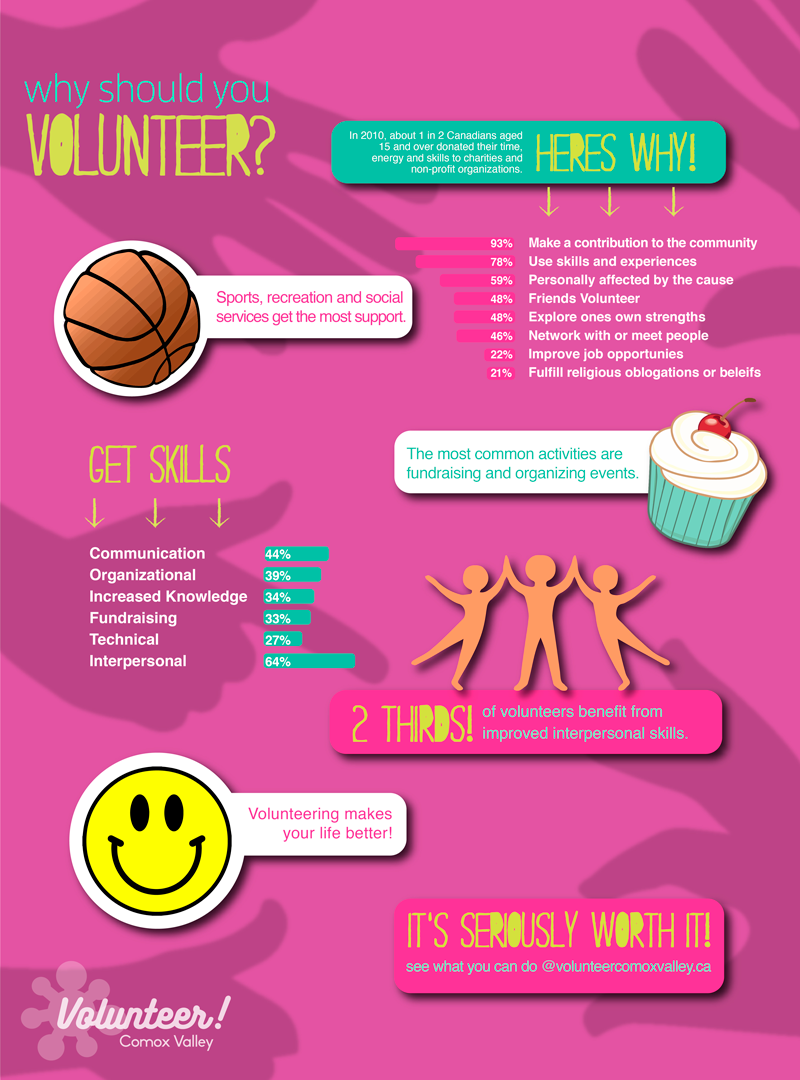 why should you
VOLUNTEER?
In 2010, about 1 in 2 Canadians aged
15 and over donated their time,
energy and skills to charities and
non-profit organizations.
HERES WHY!
93% Make a contribution to the community
78% Use skills and experiences
59% Personally affected by the cause
48% Friends Volunteer
48% Explore ones own strengths
46% Network with or meet people
22% Improve job opportunies
21% Fulfill religious oblogations or beleifs
Sports, recreation and social
services get the most support.
The most common activities are
fundraising and organizing events.
GET SKILLS
Communication 44%
Organizational 39%
Increased Knowledge 34%
Fundraising 33%
Technical 27%
Interpersonal 64%
2 THIRDS!
of volunteers benefit from
improved interpersonal skills.
Volunteering makes
your life better!
IT'S SERIOUSLY WORTH IT!
see what you can do @volunteercomoxvalley.ca
Volunteer!
Comox Valley